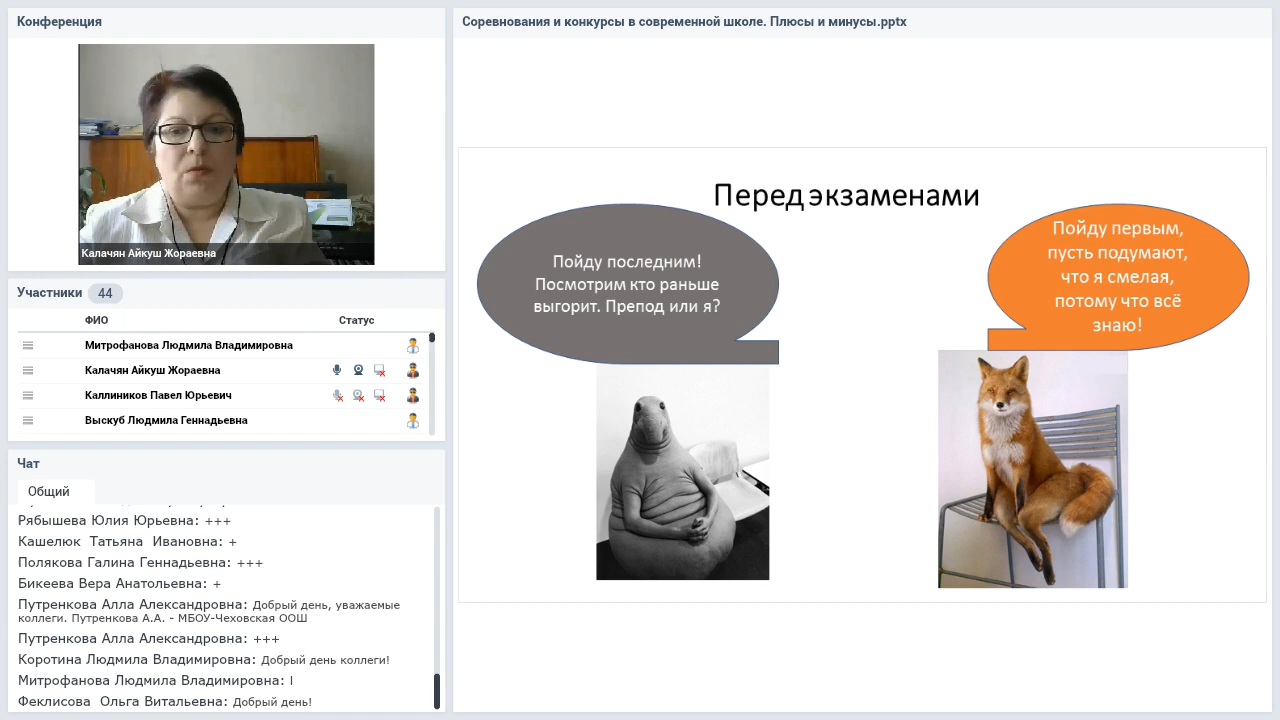 Конференция
Калачян Айкуш Жораевна
Участники 44
ФИО Статус
Митрофанова Людмила Владимировна
Калачян Айкуш Жораевна
Каллиников Павел Юрьевич
Выскуб Людмила Геннадьевна
Чат
Общий
Рябышева Юлия Юрьевна: +++
Кашелюк Татьяна Ивановна: +
Полякова Галина Геннадьевна: +++
Бикеева Вера Анатольевна: +
Путренкова Алла Александровна: Добрый день, уважаемые
коллеги. Путренкова А.А. - МБОУ-Чеховская ООШ
Путренкова Алла Александровна: +++
Коротина Людмила Владимировна: Добрый день коллеги!
Митрофанова Людмила Владимировна: l
Феклисова Ольга Витальевна: Добрый день!
Соревнования и конкурсы в современной школе. Плюсы и минусы.pptx
Перед экзаменами
Пойду последним!
Посмотрим кто раньше
выгорит. Препод или я?
Пойду первым,
пусть подумают,
что я смелая,
потому что всё
знаю!